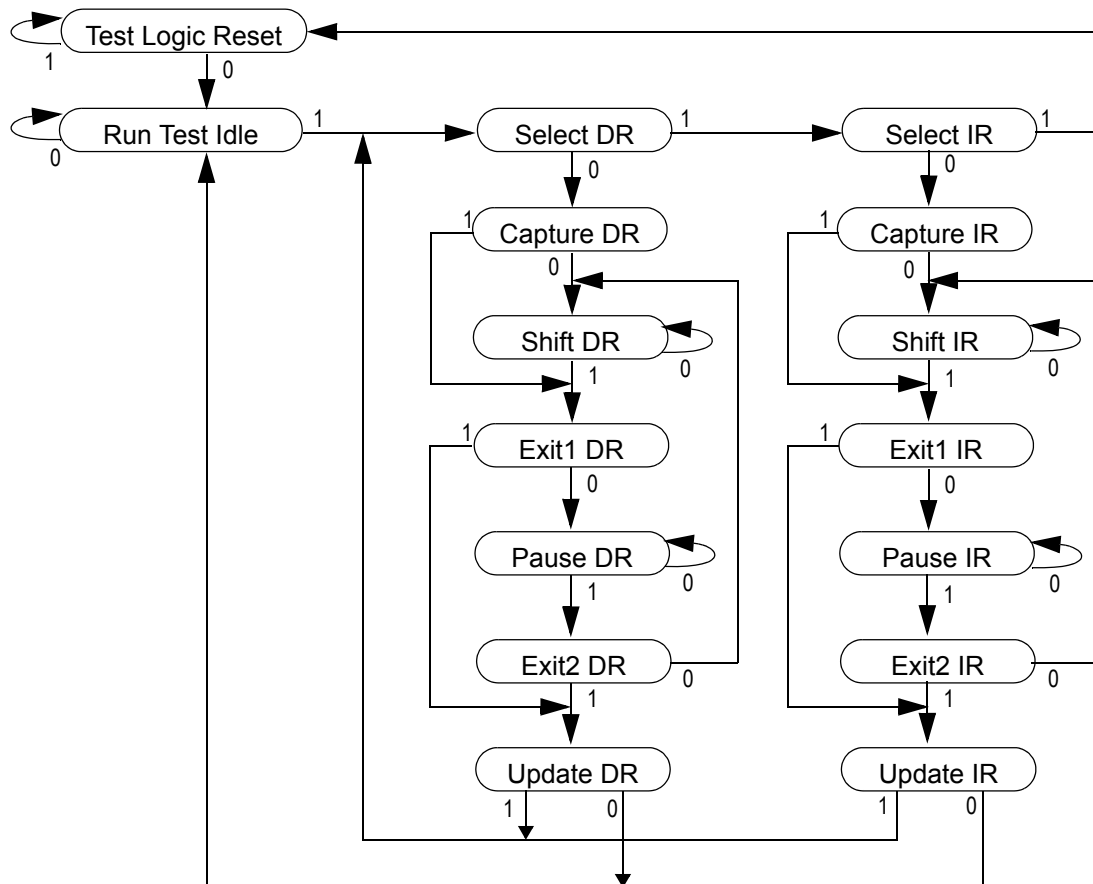 Test Logic Reset
1
0
Run Test Idle
1
0
Select DR
1
0
Select IR
1
0
1
Capture DR
0
1
Capture IR
0
Shift DR
0
1
Shift IR
0
1
1
Exit1 DR
0
1
Exit1 IR
0
Pause DR
0
1
Pause IR
0
1
Exit2 DR
0
1
Exit2 IR
0
1
Update DR
1
0
Update IR
1
0